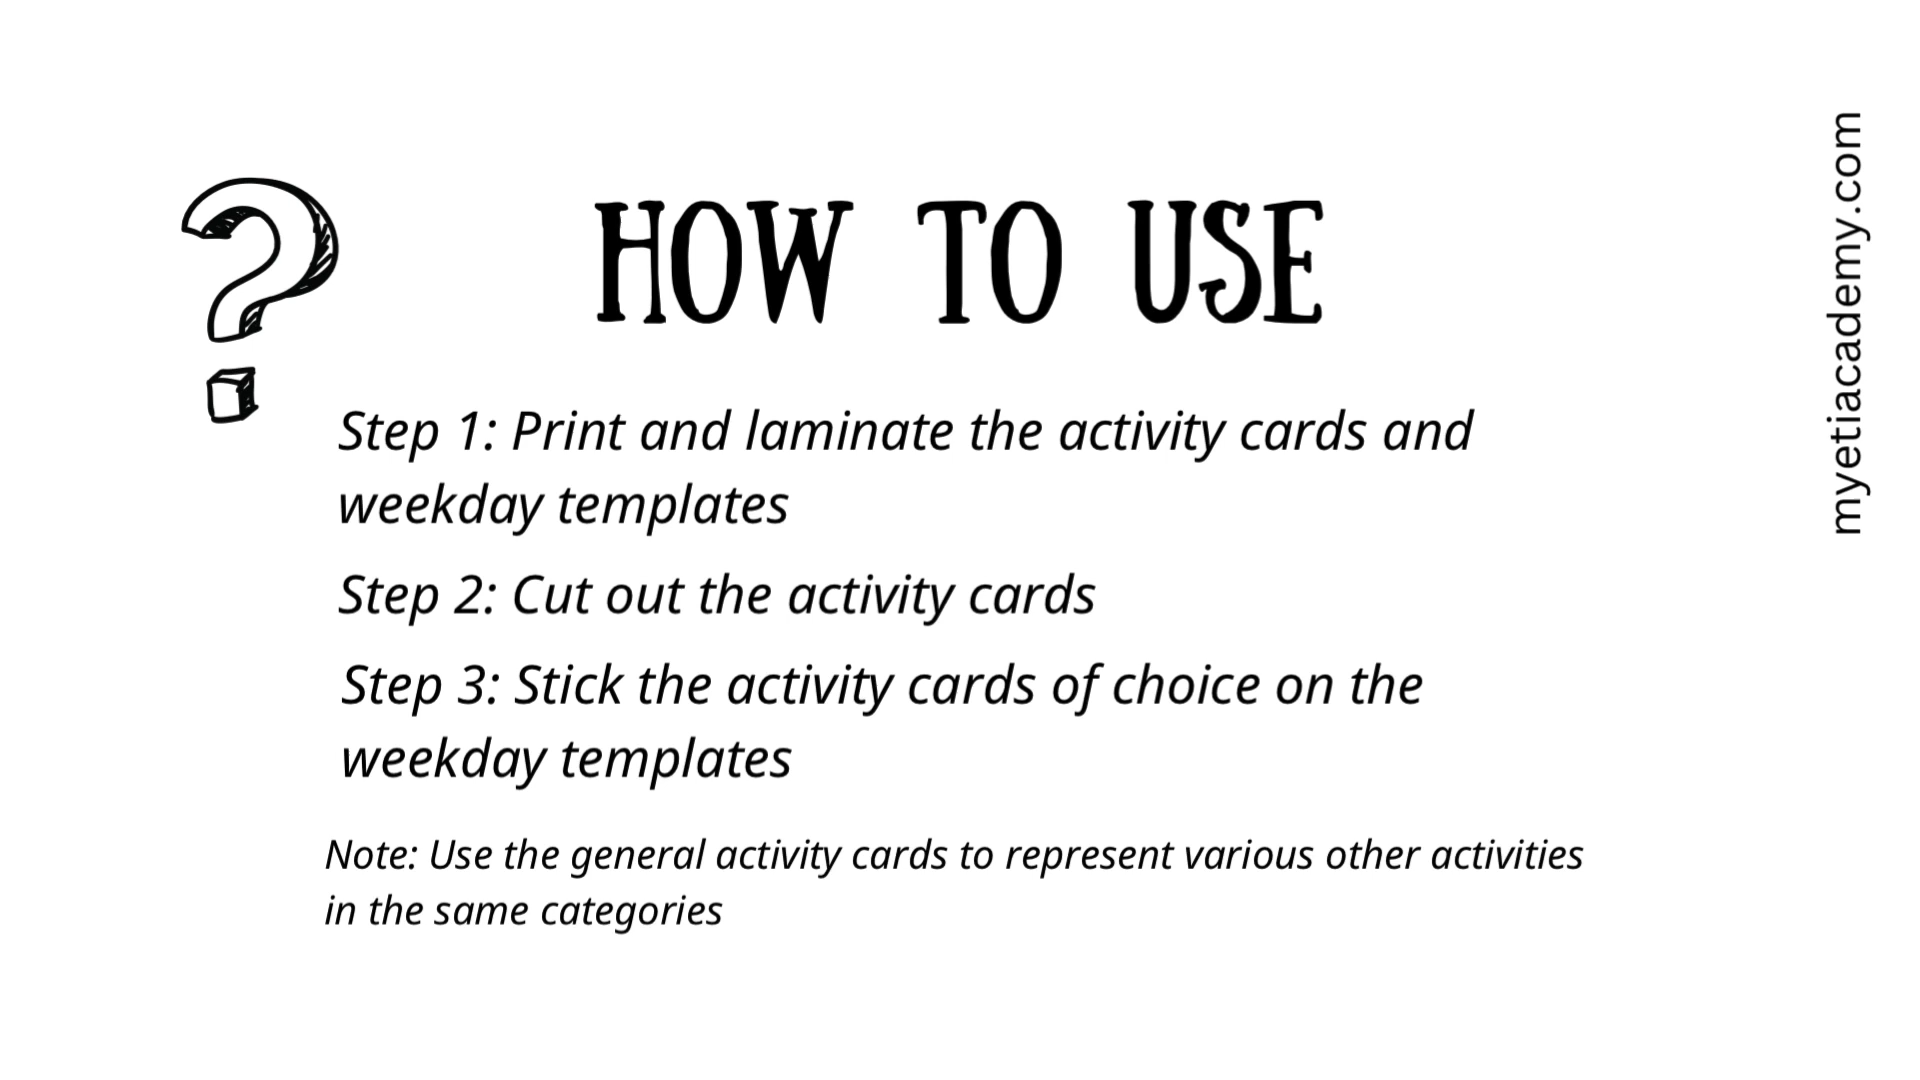 HOW TO USE
Step 1: Print and laminate the activity cards and
weekday templates
Step 2: Cut out the activity cards
Step 3: Stick the activity cards of choice on the
weekday templates
Note: Use the general activity cards to represent various other activities
in the same categories
myetiacademy.com